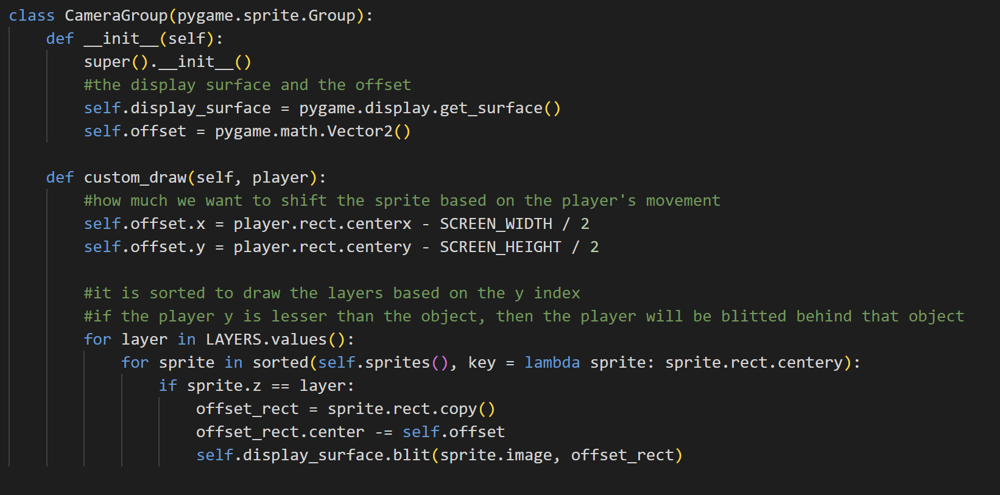 class CameraGroup(pygame.sprite.Group):
    def __init__(self):
        super().__init__()
        #the display surface and the offset
        self.display_surface = pygame.display.get_surface()
        self.offset = pygame.math.Vector2()

    def custom_draw(self, player):
        #how much we want to shift the sprite based on the player's movement
        self.offset.x = player.rect.centerx - SCREEN_WIDTH / 2
        self.offset.y = player.rect.centery - SCREEN_HEIGHT / 2

        #it is sorted to draw the layers based on the y index
        #if the player y is lesser than the object, then the player will be blitted behind that object
        for layer in LAYERS.values():
            for sprite in sorted(self.sprites(), key = lambda sprite: sprite.rect.centery):
                if sprite.z == layer:
                    offset_rect = sprite.rect.copy()
                    offset_rect.center -= self.offset
                    self.display_surface.blit(sprite.image, offset_rect)